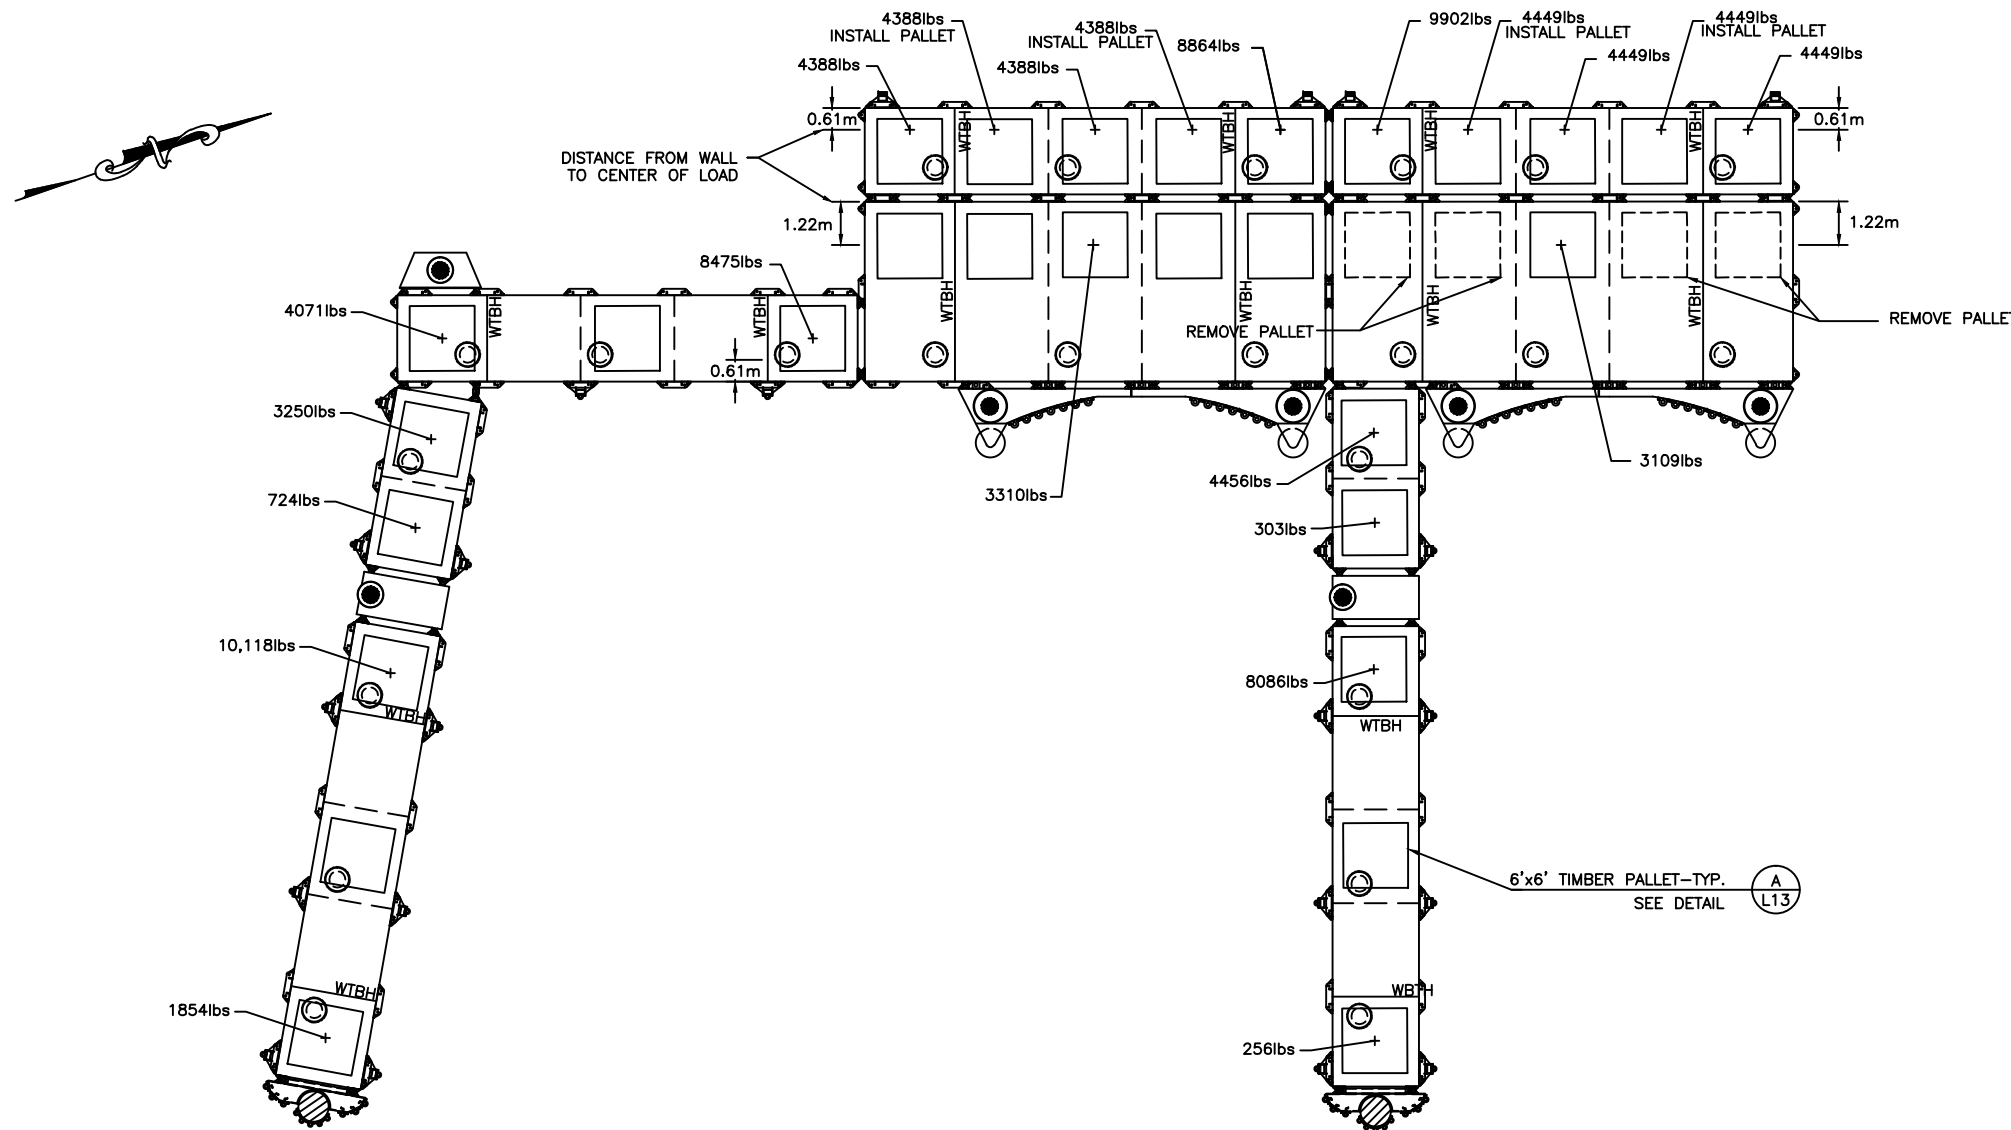 4388lbs
INSTALL PALLET
4388lbs
INSTALL PALLET
8864lbs
9902lbs
4449lbs
INSTALL PALLET
4449lbs
INSTALL PALLET
4388lbs
4388lbs
4449lbs
4449lbs
0.61m
0.61m
WTBH
WTBH
WTBH
WTBH
DISTANCE FROM WALL
TO CENTER OF LOAD
1.22m
1.22m
8475lbs
4071lbs
WTBH
WTBH
WTBH
WTBH
WTBH
WTBH
REMOVE PALLET
REMOVE PALLET
0.61m
3250lbs
724lbs
3310lbs
4456lbs
3109lbs
303lbs
10,118lbs
WTBH
8086lbs
WTBH
6'x6' TIMBER PALLET-TYP.
SEE DETAIL
A
L13
WTBH
WBTH
1854lbs
256lbs